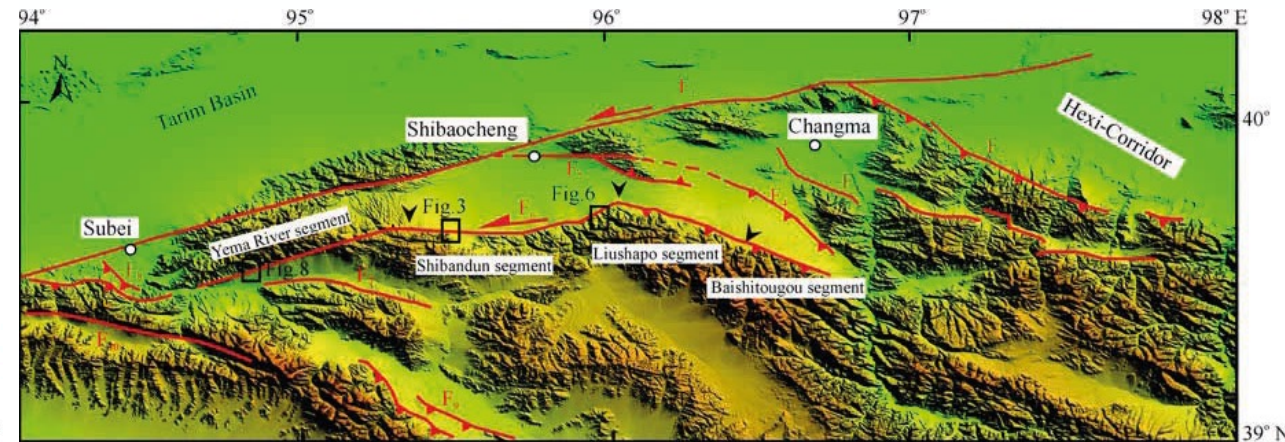 94°
95°
96°
97°
98° E
N
Tarim Basin
Shibaocheng
Changma
40°
Hexi-Corridor
Fig.6
Fig.3
Subei
Yema River segment
F
Liushapo segment
Fig.8
Shibandun segment
Baishitougou segment
39° N